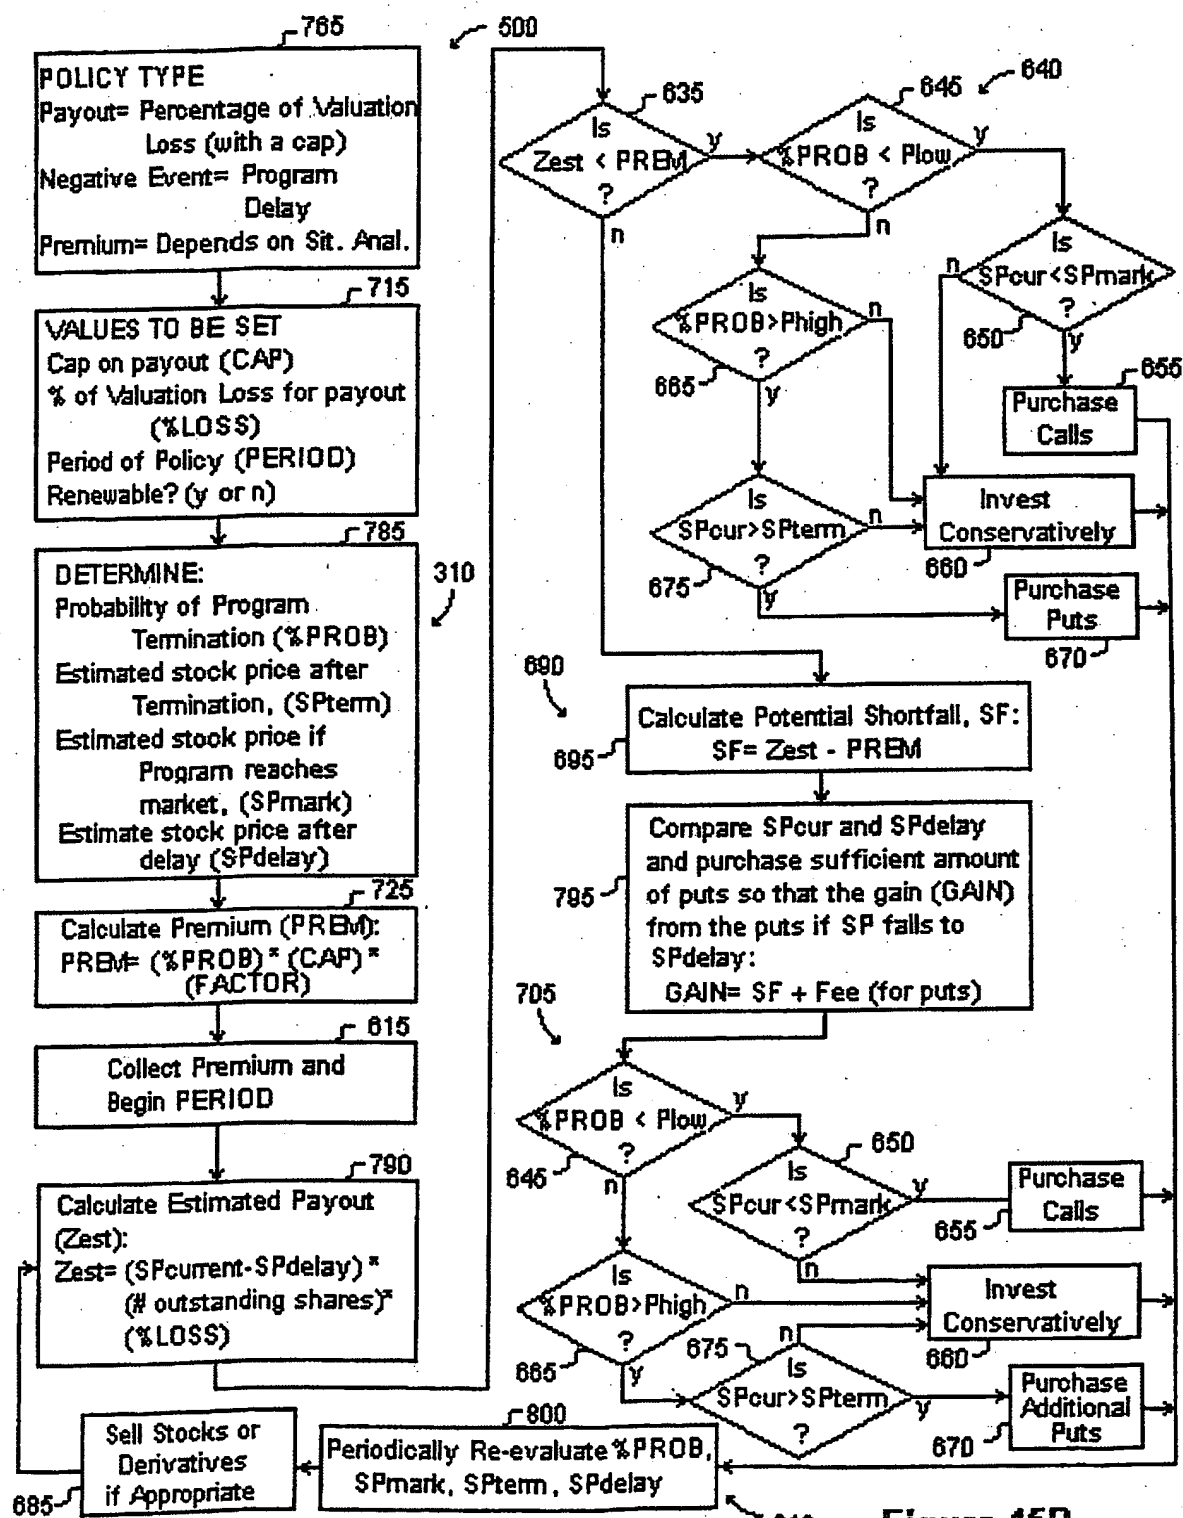 765
500
POLICY TYPE
Payout= Percentage of Valuation
Loss (with a cap)
Negative Event= Program
Delay
Premium= Depends on Sit. Anal.
715
VALUES TO BE SET
Cap on payout (CAP)
% of Valuation Loss for payout
(%LOSS)
Period of Policy (PERIOD)
Renewable? (y or n)
785
DETERMINE:
Probability of Program
Termination (%PROB)
Estimated stock price after
Termination, (SPterm)
Estimated stock price if
Program reaches
market, (SPmark)
Estimate stock price after
delay (SPdelay)
310
725
Calculate Premium (PREM):
PREM= (%PROB)* (CAP)*
(FACTOR)
615
Collect Premium and
Begin PERIOD
790
Calculate Estimated Payout
(Zest):
Zest= (SPcurrent-SPdelay)*
(# outstanding shares)*
(%LOSS)
635
Is
Zest < PREM
?
y
n
645
640
Is
%PROB < Plow
?
y
n
Is
SPcur<SPmark
?
n
650
y
655
Purchase
Calls
Is
%PROB>Phigh
?
n
665
y
Is
SPcur>SPterm
?
n
675
y
Invest
Conservatively
660
Purchase
Puts
670
690
Calculate Potential Shortfall, SF:
SF= Zest - PREM
695
Compare SPcur and SPdelay
and purchase sufficient amount
of puts so that the gain (GAIN)
from the puts if SP falls to
SPdelay:
GAIN= SF + Fee (for puts)
795
705
Is
%PROB < Plow
?
y
645
n
650
Is
SPcur<SPmark
?
y
n
Purchase
Calls
655
Is
%PROB>Phigh
?
n
665
y
Invest
Conservatively
660
n
675
Is
SPcur>SPterm
?
y
Purchase
Additional
Puts
670
800
Periodically Re-evaluate %PROB,
SPmark, SPterm, SPdelay
Sell Stocks or
Derivatives
if Appropriate
685